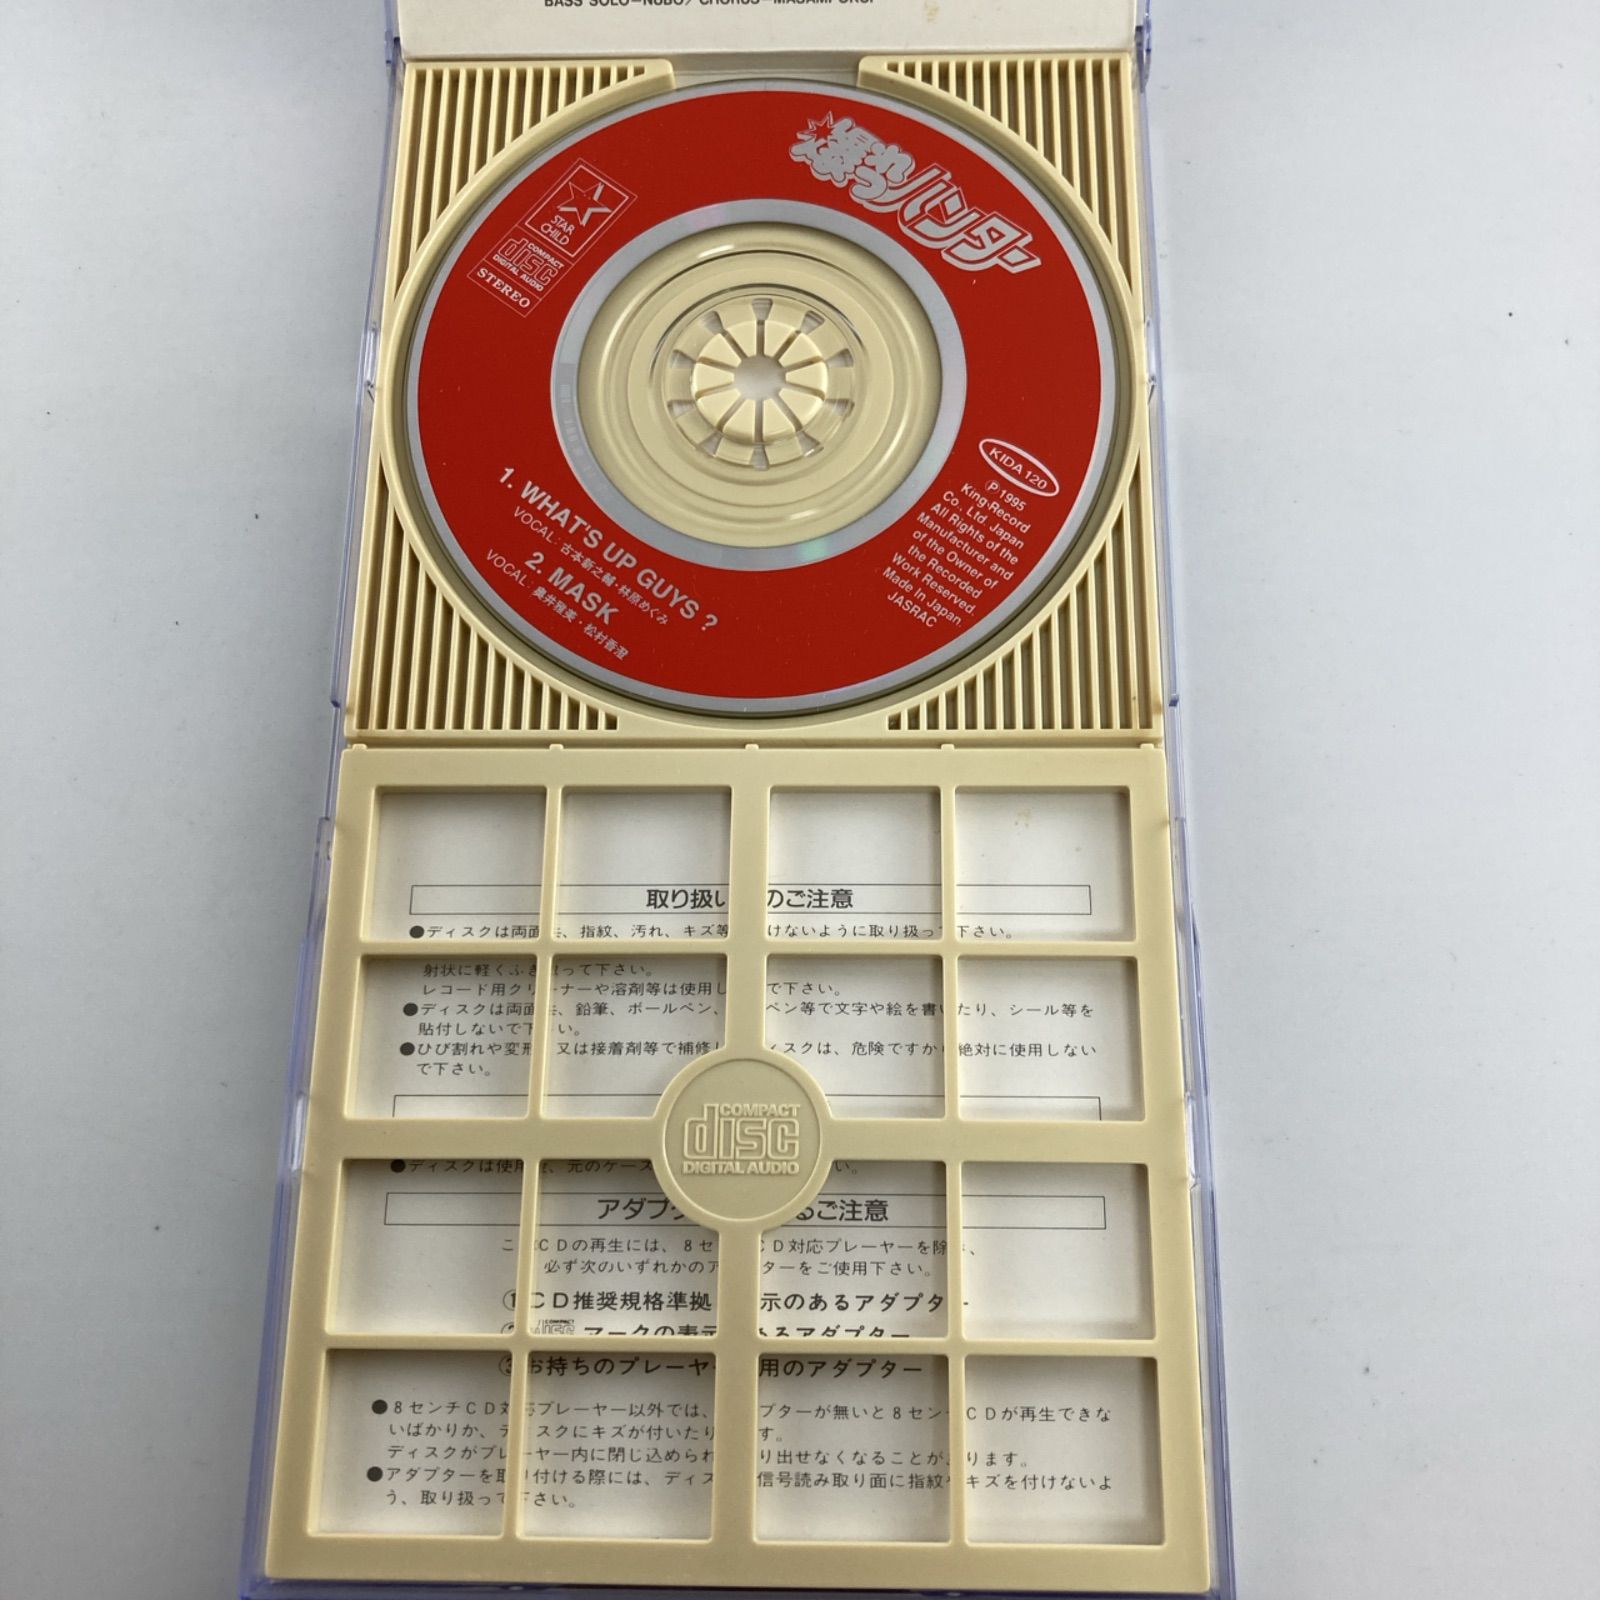 BASS SOLO-NOBO/ CHORUS-MASAMI OKUI
爆れつハンター
STAR
CHILD
COMPACT
disc
DIGITAL AUDIO
STEREO
KIDA 120
Ⓟ1995
King Record
Co., Ltd. Japan
All Rights of the
Manufacturer and
of the Owner of
the Recorded
Work Reserved.
Made in Japan.
JASRAC
1. WHAT'S UP GUYS ?
VOCAL: 古本新之輔・林原めぐみ
2. MASK
VOCAL: 奥井雅美・松村香澄
取り扱い のご注意
●ディスクは両面 、指紋、汚れ、キズ等 けないように取り扱っ 下さい。
射状に軽くふき って下さい。
レコード用ク ーナーや溶剤等は使用し で下さい。
●ディスクは両面 、鉛筆、ボールペン、 ペン等で文字や絵を書 たり、シール等を
貼付しないで い。
●ひび割れや変形 又は接着剤等で補修し ィスクは、危険ですから 絶対に使用しない
で下さい。
COMPACT
disc
DIGITAL AUDIO
●ディスクは使用 、元のケース い。
アダプ るご注意
こ CDの再生には、8セ CD対応プレーヤーを除 、
必ず次のいずれかのア ターをご使用下さい。
① CD推奨規格準拠 示のあるアダプター
② COMPACT disc マークの表示 あるアダプター
③お持ちのプレーヤ 用のアダプター
●8センチCD対 プレーヤー以外では、 プターが無いと8セン CDが再生できな
いばかりか、デ スクにキズが付いたり す。
ディスクがプレ ーヤー内に閉じ込められ り出せなくなることが ります。
●アダプターを取 付ける際には、ディス 信号読み取り面に指紋や キズを付けないよ
う、取り扱って 下さい。